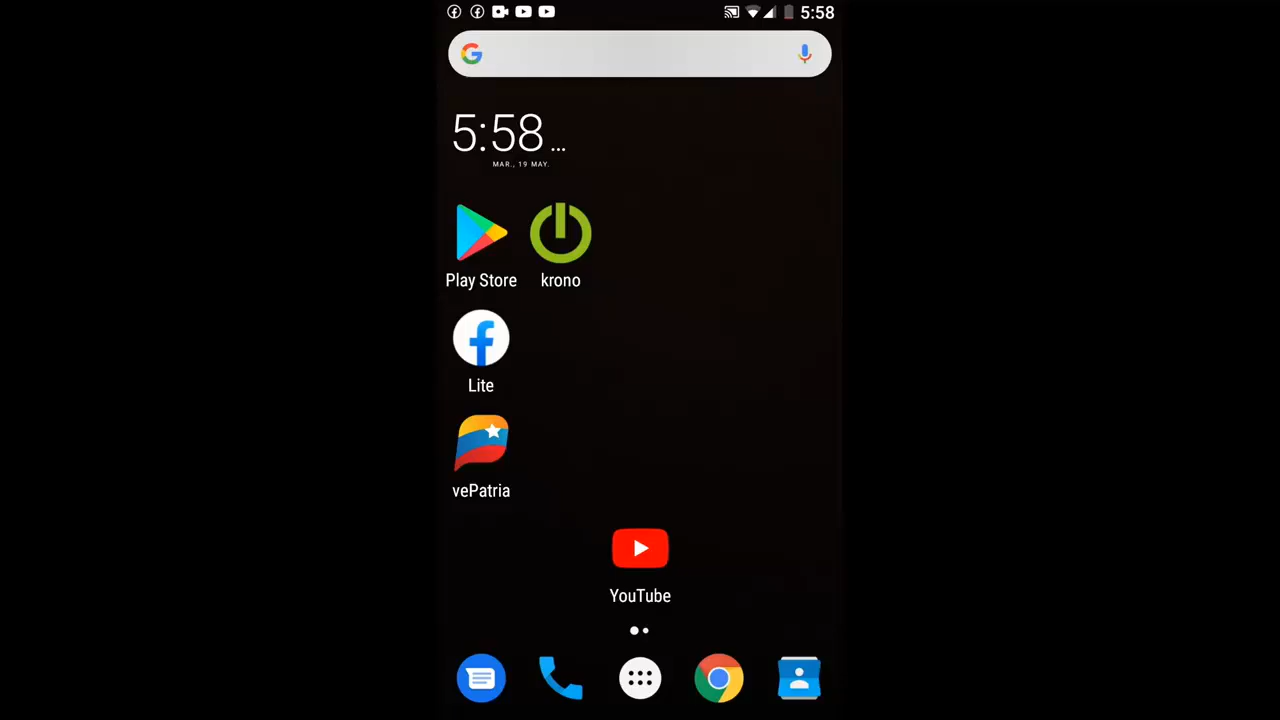 5:58
5:58 ...
MAR., 19 MAY.
Play Store
krono
Lite
vePatria
YouTube